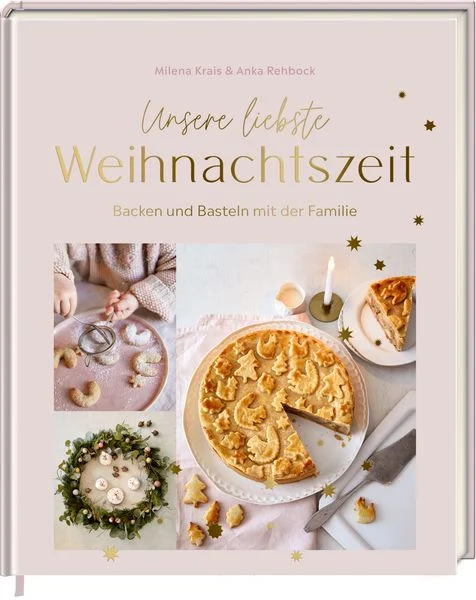 Milena Krais & Anka Rehbock
Unsere liebste
Weihnachtszeit
Backen und Basteln mit der Familie